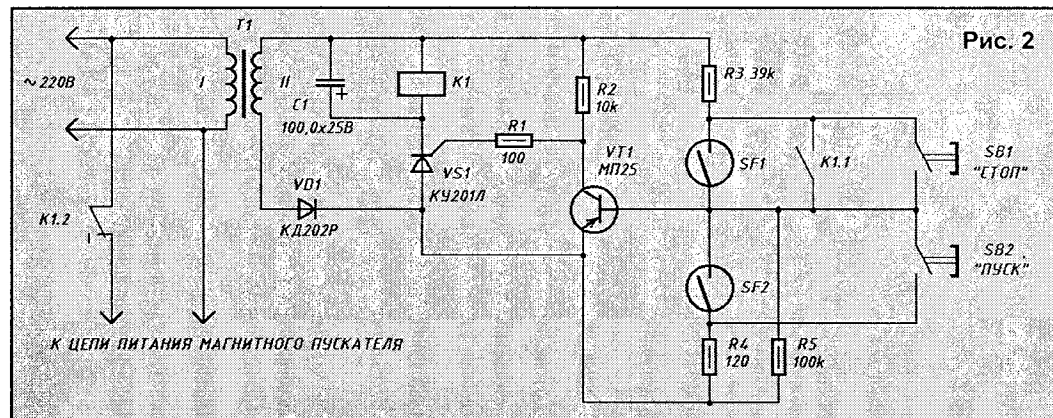 Рис. 2
T1
~220В
I
II
C1
100,0x25В
K1
R1
100
VS1
КУ201Л
VD1
КД202Р
R2
10k
VT1
МП25
R3 39k
SF1
K1.1
SB1
"СТОП"
K1.2
SF2
SB2
"ПУСК"
R4
120
R5
100k
К ЦЕПИ ПИТАНИЯ МАГНИТНОГО ПУСКАТЕЛЯ